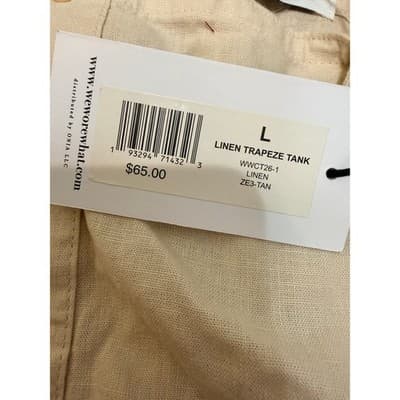 www.weworewhat.com
distributed by ONIA LLC
L
LINEN TRAPEZE TANK
WWCT26-1
LINEN
ZE3-TAN
1 93294 71432 3
$65.00